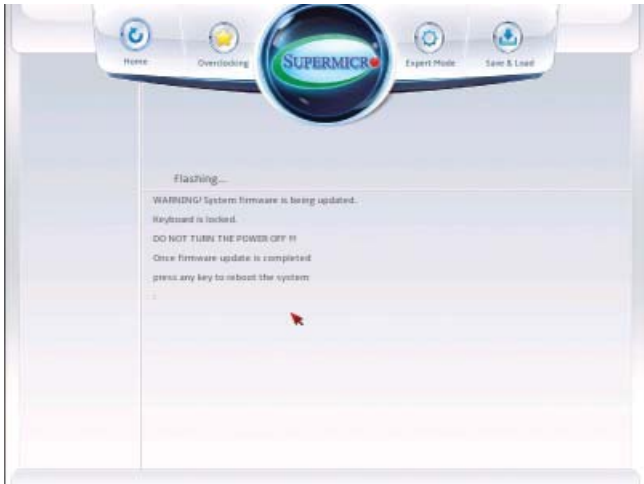 Home
Overclocking
SUPERMICR
Expert Mode
Save & Load
Flashing...
WARNING! System firmware is being updated.
Keyboard is locked.
DO NOT TURN THE POWER OFF !!!
Once firmware update is completed
press any key to reboot the system
: